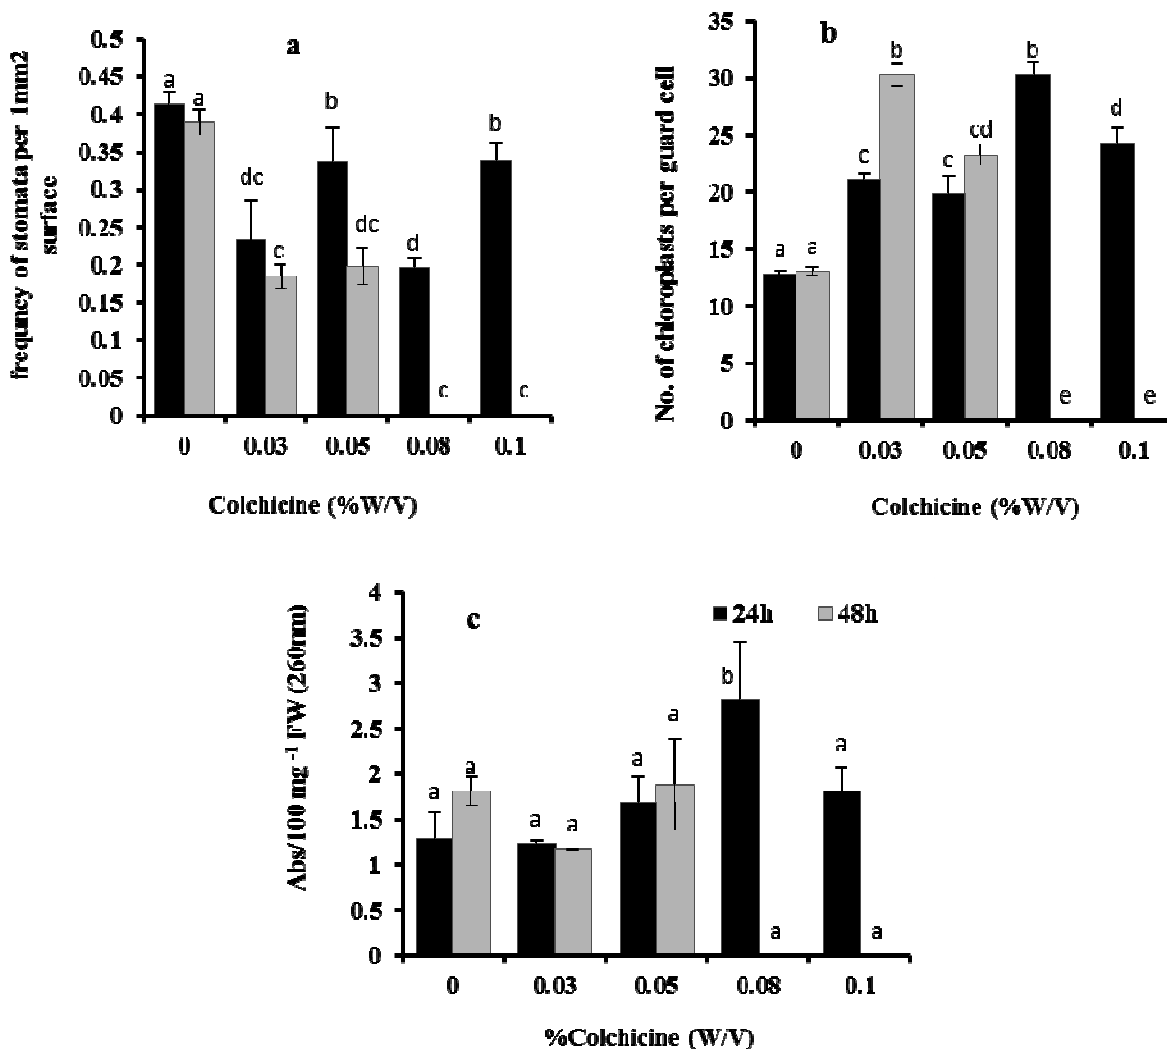 a
0.5
0.45
0.4
0.35
0.3
0.25
0.2
0.15
0.1
0.05
0
frequncy of stomata per 1mm2
surface
a a dc c b dc d c b c
0 0.03 0.05 0.08 0.1
Colchicine (%W/V)
b
35
30
25
20
15
10
5
0
No. of chloroplasts per guard cell
a a c b c cd b e d e
0 0.03 0.05 0.08 0.1
Colchicine (%W/V)
c
24h 48h
4
3.5
3
2.5
2
1.5
1
0.5
0
Abs/100 mg -1 FW (260nm)
a a a a a a b a a a
0 0.03 0.05 0.08 0.1
%Colchicine (W/V)